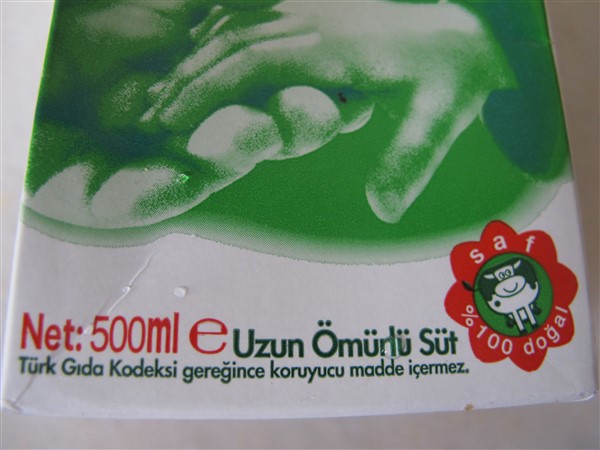 saf
%100 doğal
Net: 500ml e Uzun Ömürlü Süt
Türk Gıda Kodeksi gereğince koruyucu madde içermez.